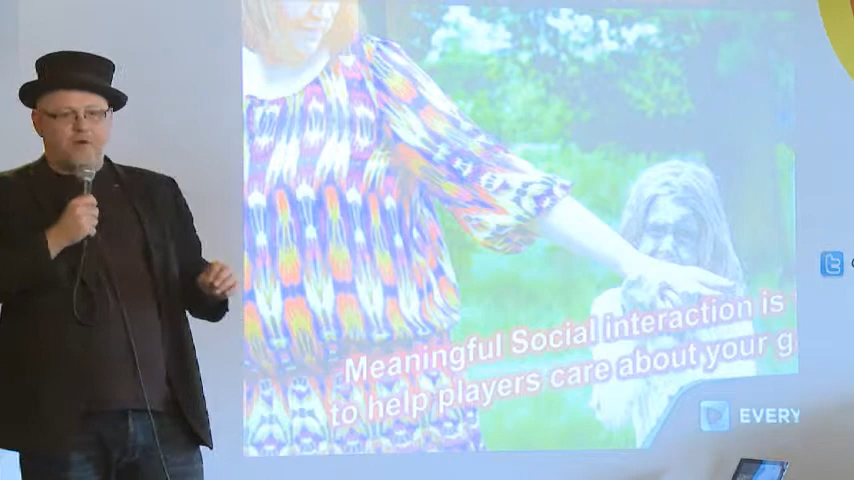 Meaningful Social interaction is
to help players care about your g
EVERY